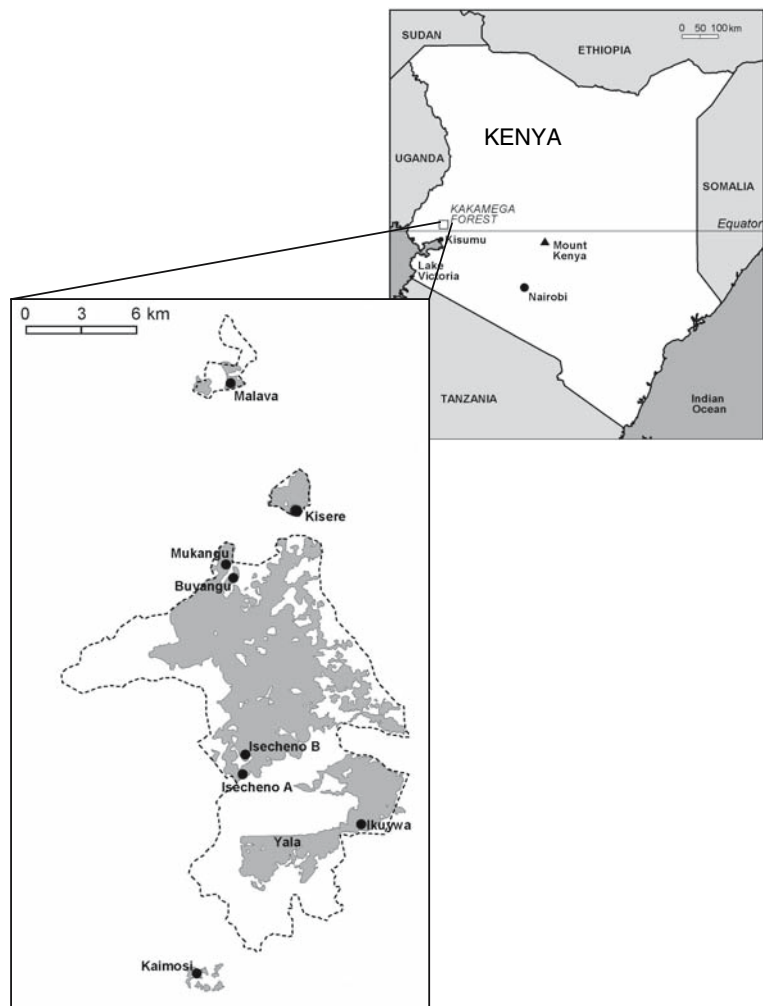 SUDAN
ETHIOPIA
0 50 100 km
KENYA
UGANDA
SOMALIA
KAKAMEGA
FOREST
Equator
Kisumu
Mount
Kenya
Lake
Victoria
Nairobi
TANZANIA
Indian
Ocean
0 3 6 km
Malava
Kisere
Mukangu
Buyangu
Isecheno B
Isecheno A
Ikuywa
Yala
Kaimosi